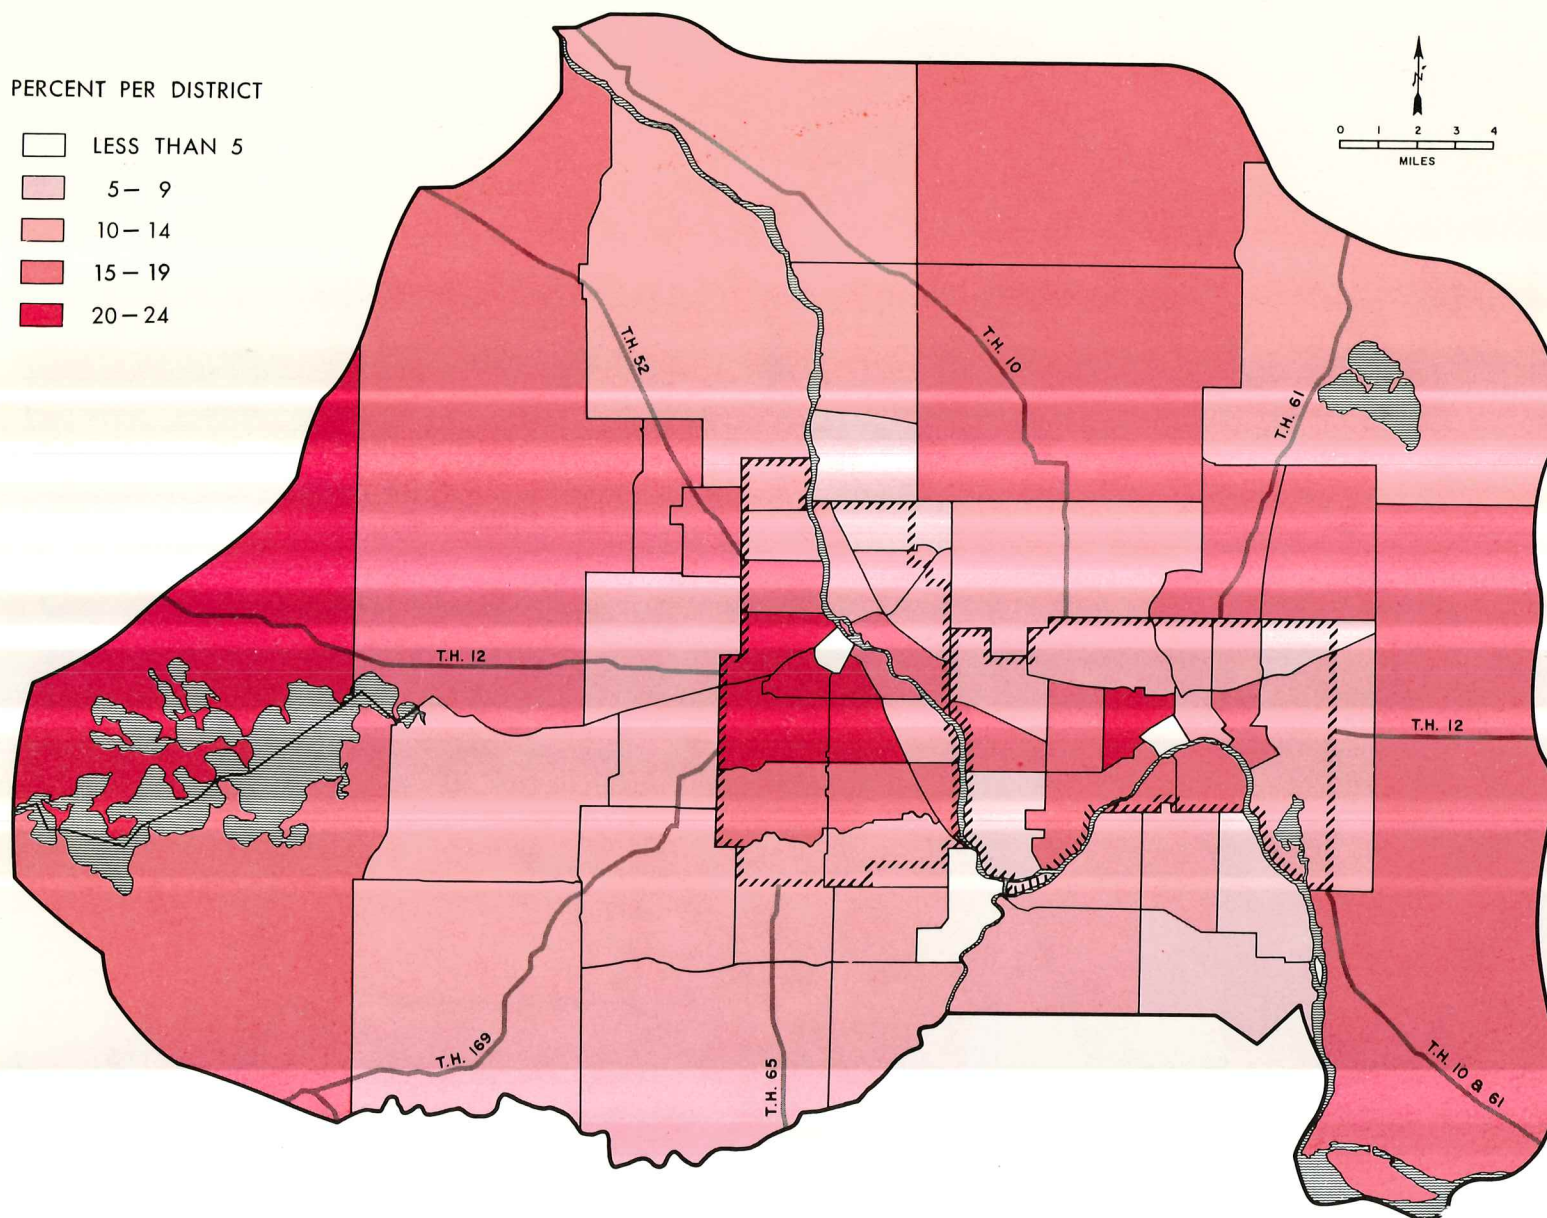 PERCENT PER DISTRICT
LESS THAN 5
5 – 9
10 – 14
15 – 19
20 – 24
N
0 1 2 3 4
MILES
T.H. 52
T.H. 10
T.H. 61
T.H. 12
T.H. 12
T.H. 169
T.H. 65
T.H. 10 & 61